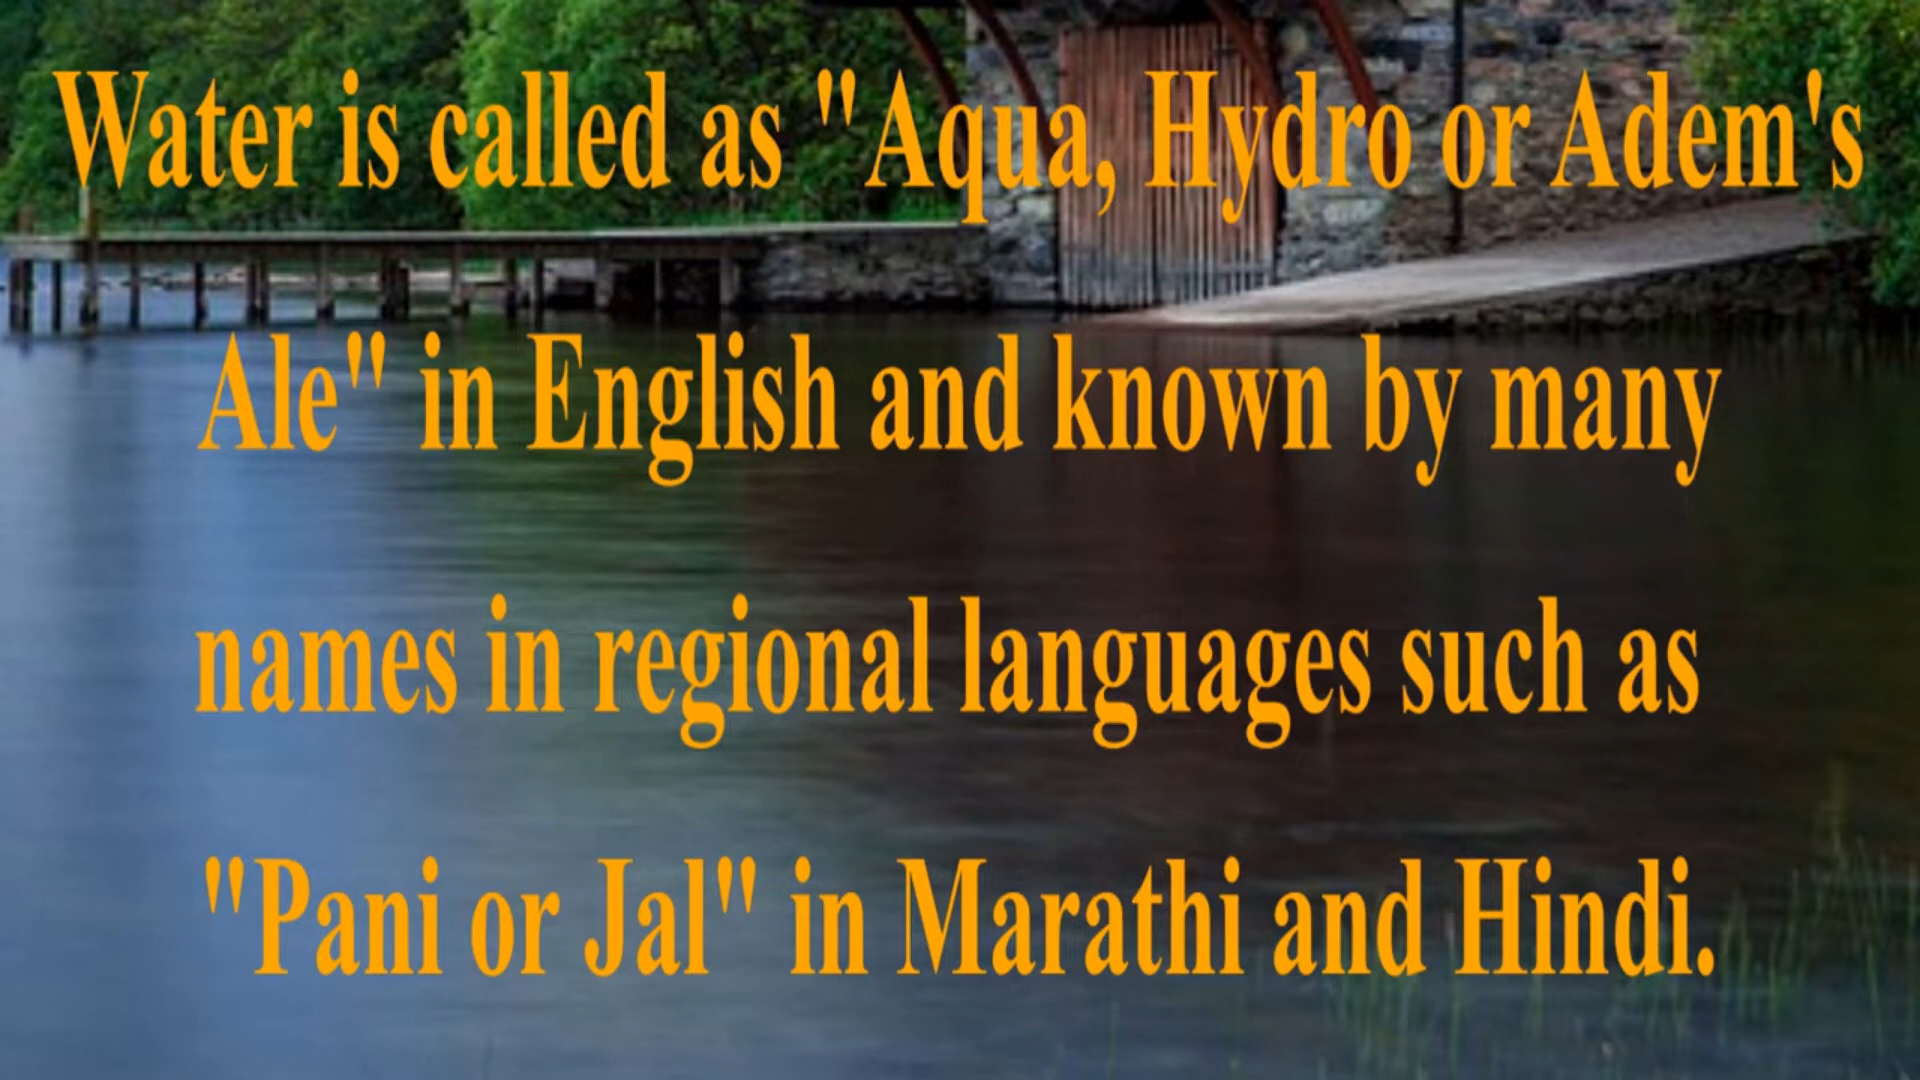 Water is called as "Aqua, Hydro or Adem's
Ale" in English and known by many
names in regional languages such as
"Pani or Jal" in Marathi and Hindi.